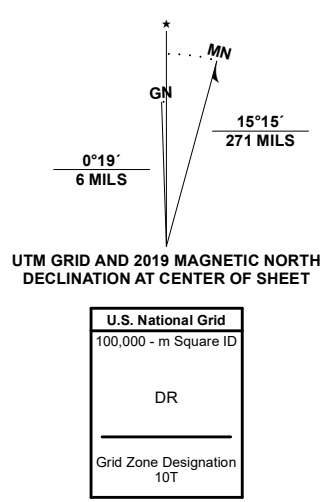 ★
MN
GN
15°15´
271 MILS
0°19´
6 MILS
UTM GRID AND 2019 MAGNETIC NORTH
DECLINATION AT CENTER OF SHEET
U.S. National Grid
100,000 - m Square ID
DR
Grid Zone Designation
10T